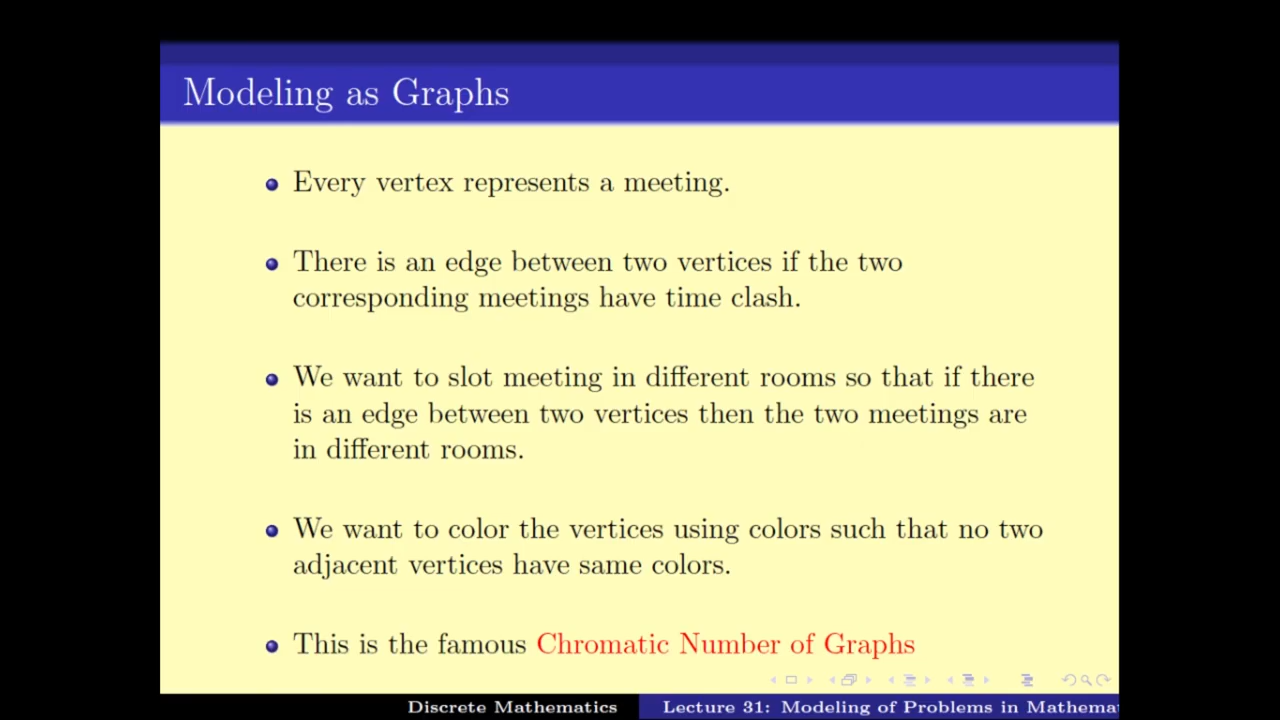 Modeling as Graphs
Every vertex represents a meeting.
There is an edge between two vertices if the two
corresponding meetings have time clash.
We want to slot meeting in different rooms so that if there
is an edge between two vertices then the two meetings are
in different rooms.
We want to color the vertices using colors such that no two
adjacent vertices have same colors.
This is the famous Chromatic Number of Graphs
Discrete Mathematics
Lecture 31: Modeling of Problems in Mathema